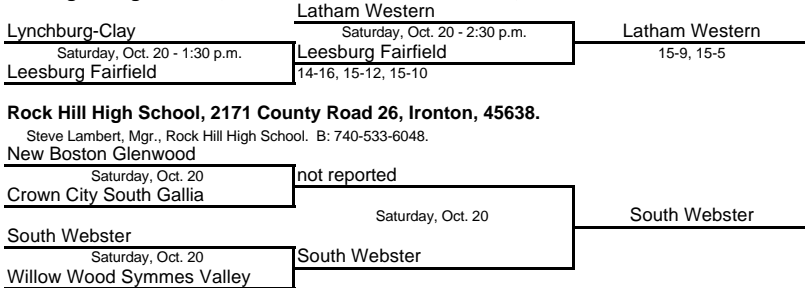 Latham Western
Lynchburg-Clay
Saturday, Oct. 20 - 2:30 p.m.
Latham Western
Saturday, Oct. 20 - 1:30 p.m.
Leesburg Fairfield
15-9, 15-5
Leesburg Fairfield
14-16, 15-12, 15-10
Rock Hill High School, 2171 County Road 26, Ironton, 45638.
Steve Lambert, Mgr., Rock Hill High School. B: 740-533-6048.
New Boston Glenwood
Saturday, Oct. 20
not reported
Crown City South Gallia
Saturday, Oct. 20
South Webster
South Webster
Saturday, Oct. 20
South Webster
Willow Wood Symmes Valley